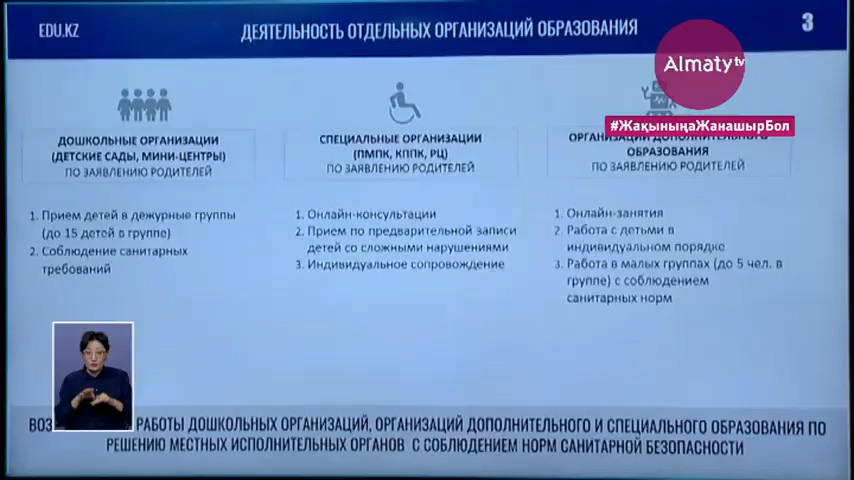 EDU.KZ
ДЕЯТЕЛЬНОСТЬ ОТДЕЛЬНЫХ ОРГАНИЗАЦИЙ ОБРАЗОВАНИЯ
3
Almaty tv
#ЖақыныңаЖанашырБол
ДОШКОЛЬНЫЕ ОРГАНИЗАЦИИ
(ДЕТСКИЕ САДЫ, МИНИ-ЦЕНТРЫ)
ПО ЗАЯВЛЕНИЮ РОДИТЕЛЕЙ
1. Прием детей в дежурные группы
(до 15 детей в группе)
2. Соблюдение санитарных
требований
СПЕЦИАЛЬНЫЕ ОРГАНИЗАЦИИ
(ПМПК, КППК, РЦ)
ПО ЗАЯВЛЕНИЮ РОДИТЕЛЕЙ
1. Онлайн-консультации
2. Прием по предварительной записи
детей со сложными нарушениями
3. Индивидуальное сопровождение
ОРГАНИЗАЦИИ ДОПОЛНИТЕЛЬНОГО
ОБРАЗОВАНИЯ
ПО ЗАЯВЛЕНИЮ РОДИТЕЛЕЙ
1. Онлайн-занятия
2. Работа с детьми в
индивидуальном порядке
3. Работа в малых группах (до 5 чел. в
группе) с соблюдением
санитарных норм
РАБОТЫ ДОШКОЛЬНЫХ ОРГАНИЗАЦИЙ, ОРГАНИЗАЦИЙ ДОПОЛНИТЕЛЬНОГО И СПЕЦИАЛЬНОГО ОБРАЗОВАНИЯ ПО
РЕШЕНИЮ МЕСТНЫХ ИСПОЛНИТЕЛЬНЫХ ОРГАНОВ С СОБЛЮДЕНИЕМ НОРМ САНИТАРНОЙ БЕЗОПАСНОСТИ